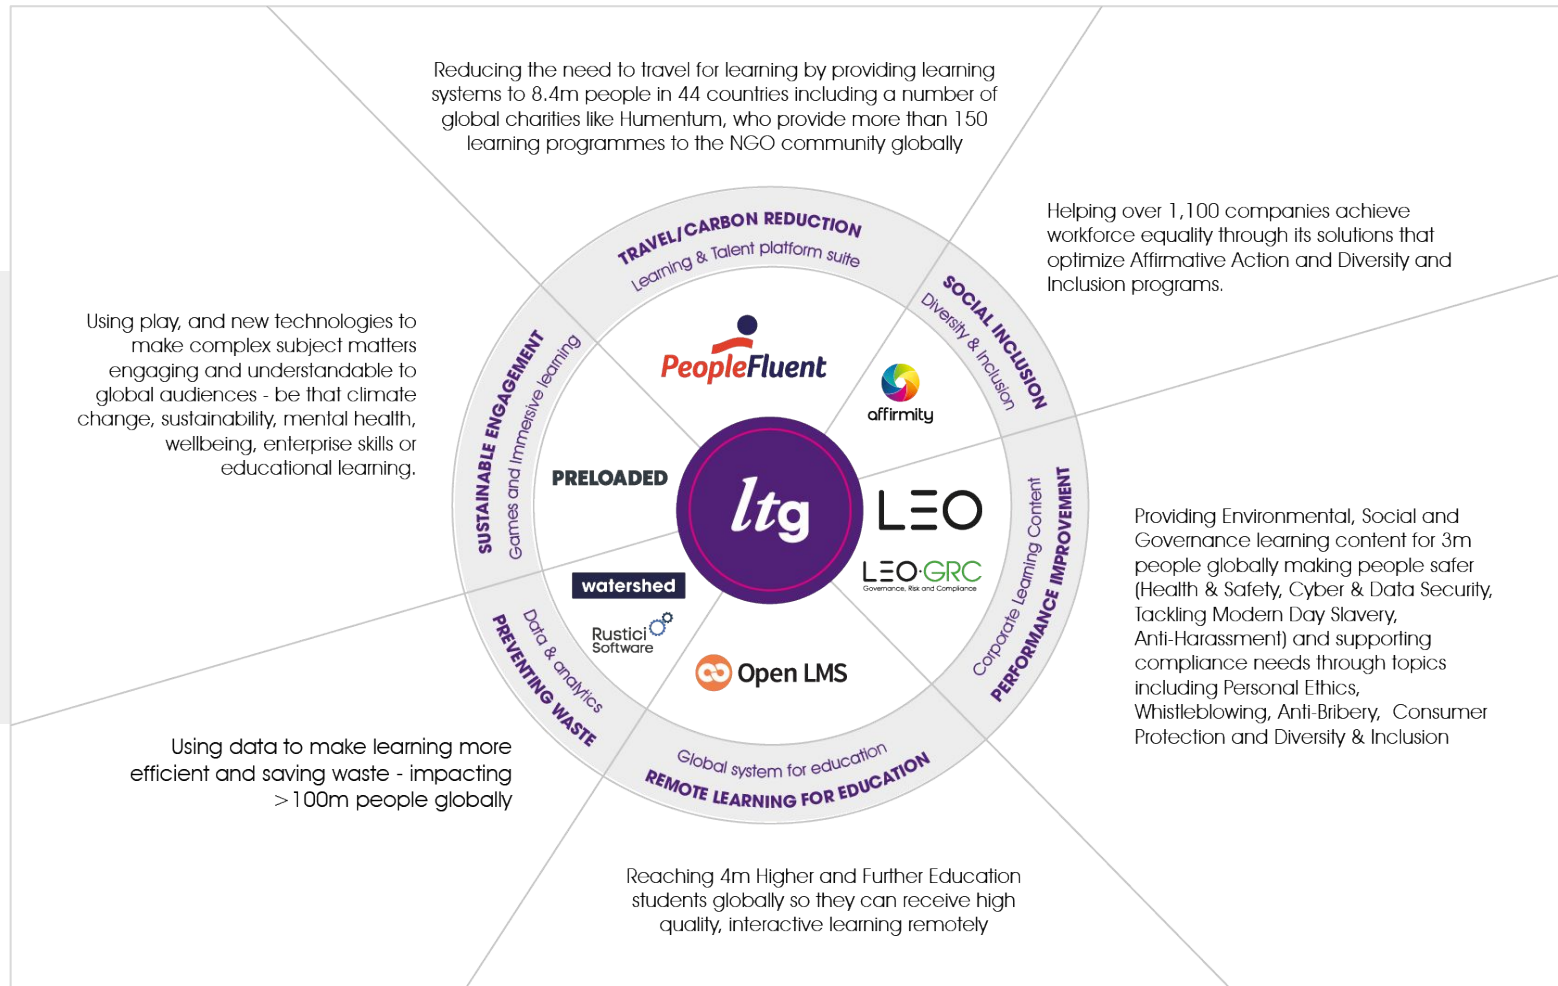 Reducing the need to travel for learning by providing learning
systems to 8.4m people in 44 countries including a number of
global charities like Humentum, who provide more than 150
learning programmes to the NGO community globally
TRAVEL/CARBON REDUCTION
Learning & Talent platform suite
PeopleFluent
Helping over 1,100 companies achieve
workforce equality through its solutions that
optimize Affirmative Action and Diversity and
Inclusion programs.
SOCIAL INCLUSION
Diversity & Inclusion
affirmity
Using play, and new technologies to
make complex subject matters
engaging and understandable to
global audiences - be that climate
change, sustainability, mental health,
wellbeing, enterprise skills or
educational learning.
SUSTAINABLE ENGAGEMENT
Games and Immersive learning
PRELOADED
ltg
LEO
LEO·GRC
Governance, Risk and Compliance
Corporate Learning Content
PERFORMANCE IMPROVEMENT
Providing Environmental, Social and
Governance learning content for 3m
people globally making people safer
(Health & Safety, Cyber & Data Security,
Tackling Modern Day Slavery,
Anti-Harassment) and supporting
compliance needs through topics
including Personal Ethics,
Whistleblowing, Anti-Bribery, Consumer
Protection and Diversity & Inclusion
watershed
Rustici
Software
Data & analytics
PREVENTING WASTE
Using data to make learning more
efficient and saving waste - impacting
>100m people globally
Open LMS
Global system for education
REMOTE LEARNING FOR EDUCATION
Reaching 4m Higher and Further Education
students globally so they can receive high
quality, interactive learning remotely